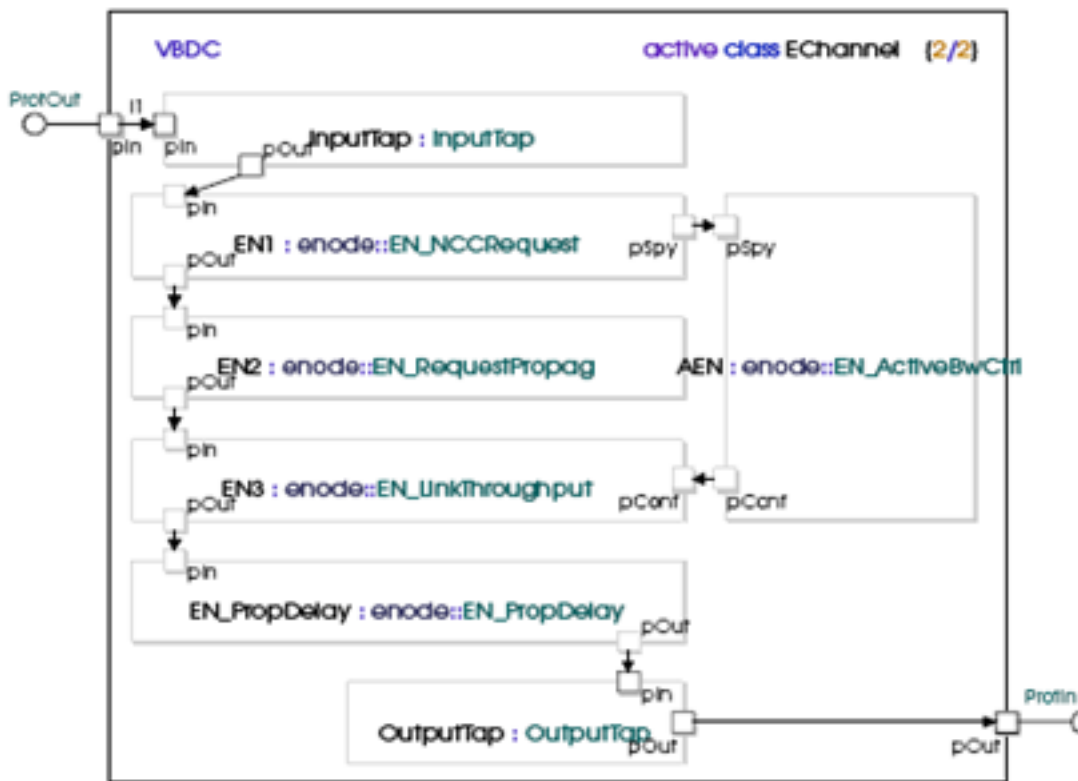 VBDC active class EChannel {2/2}
ProtOut
i1
pIn pIn
InputTap : InputTap
pOut
pIn
EN1 : enode::EN_NCCRequest
pSpy pSpy
pOut
pIn
EN2 : enode::EN_RequestPropag
AEN : enode::EN_ActiveBwCtrl
pOut
pIn
EN3 : enode::EN_LinkThroughput
pConf pConf
pOut
pIn
EN_PropDelay : enode::EN_PropDelay
pOut
pIn
ProtIn
OutputTap : OutputTap
pOut pOut